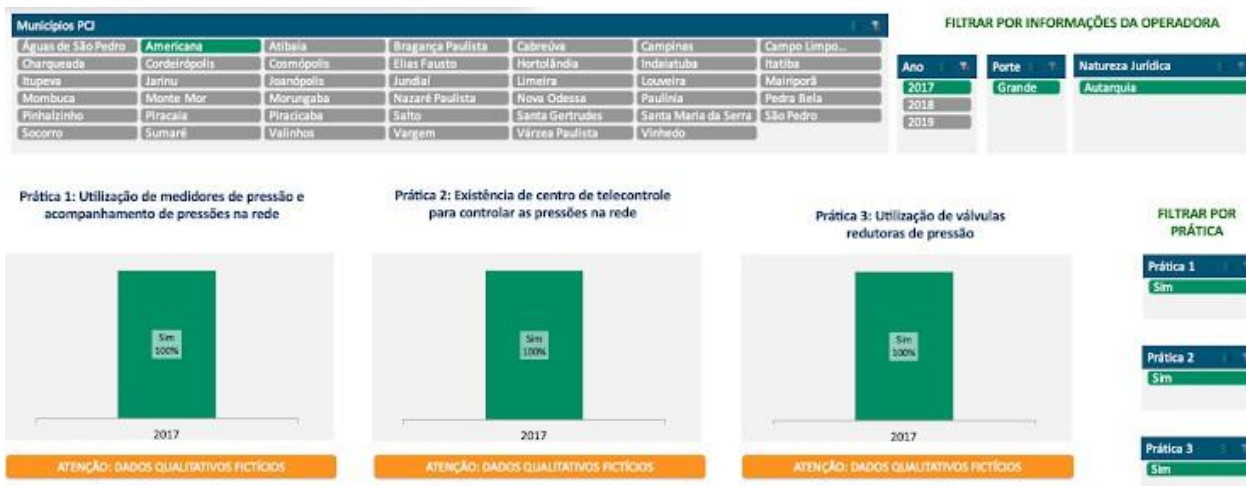 Municípios PCJ
Águas de São Pedro Americana Atibaia Bragança Paulista Cabreúva Campinas Campo Limpo...
Charqueada Cordeirópolis Cosmópolis Elias Fausto Hortolândia Indaiatuba Itatiba
Itupeva Jarinu Joanópolis Jundiaí Limeira Louveira Mairiporã
Mombuca Monte Mor Morungaba Nazaré Paulista Nova Odessa Paulínia Pedra Bela
Pinhalzinho Piracaia Piracicaba Salto Santa Gertrudes Santa Maria da Serra São Pedro
Socorro Sumaré Valinhos Vargem Várzea Paulista Vinhedo
FILTRAR POR INFORMAÇÕES DA OPERADORA
Ano
2017
2018
2019
Porte
Grande
Natureza Jurídica
Autarquia
Prática 1: Utilização de medidores de pressão e
acompanhamento de pressões na rede
Sim
100%
2017
ATENÇÃO: DADOS QUALITATIVOS FICTÍCIOS
Prática 2: Existência de centro de telecontrole
para controlar as pressões na rede
Sim
100%
2017
ATENÇÃO: DADOS QUALITATIVOS FICTÍCIOS
Prática 3: Utilização de válvulas
redutoras de pressão
Sim
100%
2017
ATENÇÃO: DADOS QUALITATIVOS FICTÍCIOS
FILTRAR POR
PRÁTICA
Prática 1
Sim
Prática 2
Sim
Prática 3
Sim